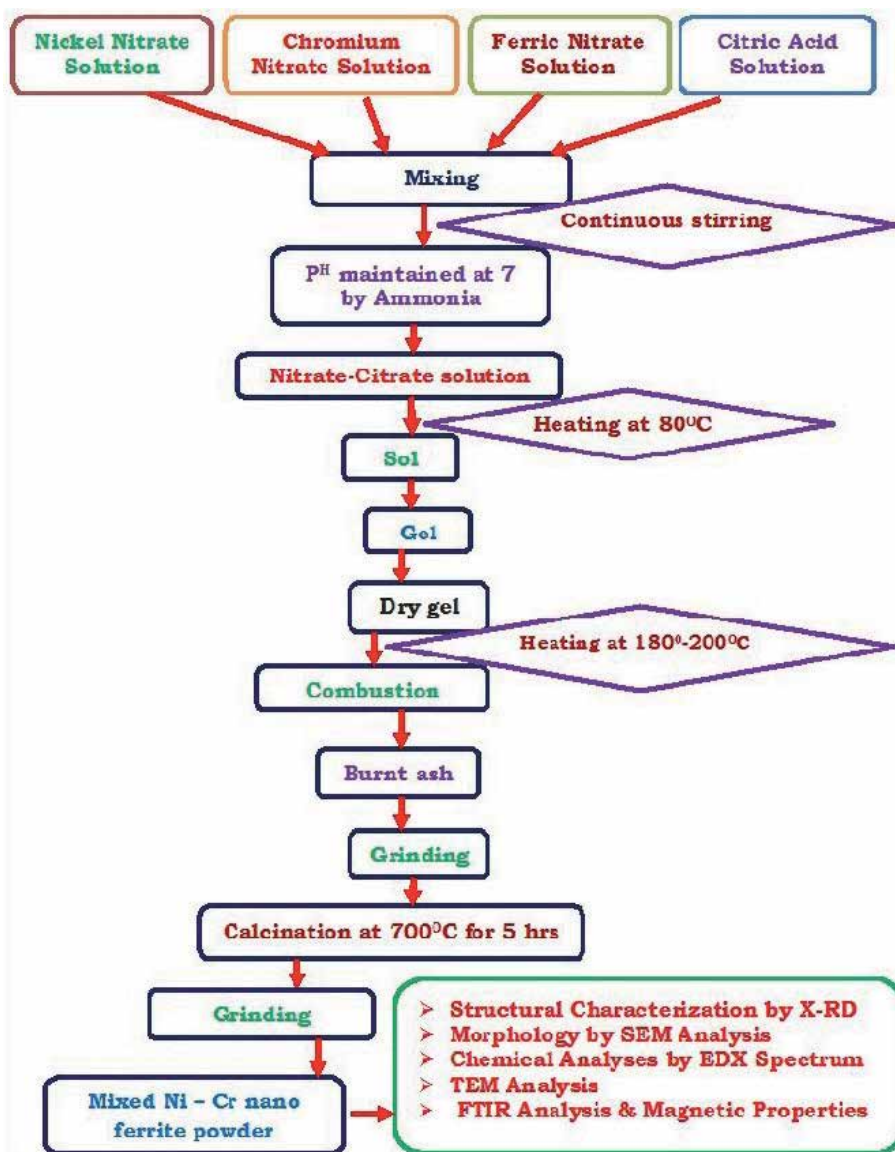 Nickel Nitrate
Solution
Chromium
Nitrate Solution
Ferric Nitrate
Solution
Citric Acid
Solution
Mixing
Continuous stirring
Pᴴ maintained at 7
by Ammonia
Nitrate-Citrate solution
Heating at 80⁰C
Sol
Gel
Dry gel
Heating at 180⁰-200⁰C
Combustion
Burnt ash
Grinding
Calcination at 700⁰C for 5 hrs
Grinding
Mixed Ni – Cr nano
ferrite powder
➢ Structural Characterization by X-RD
➢ Morphology by SEM Analysis
➢ Chemical Analyses by EDX Spectrum
➢ TEM Analysis
➢ FTIR Analysis & Magnetic Properties